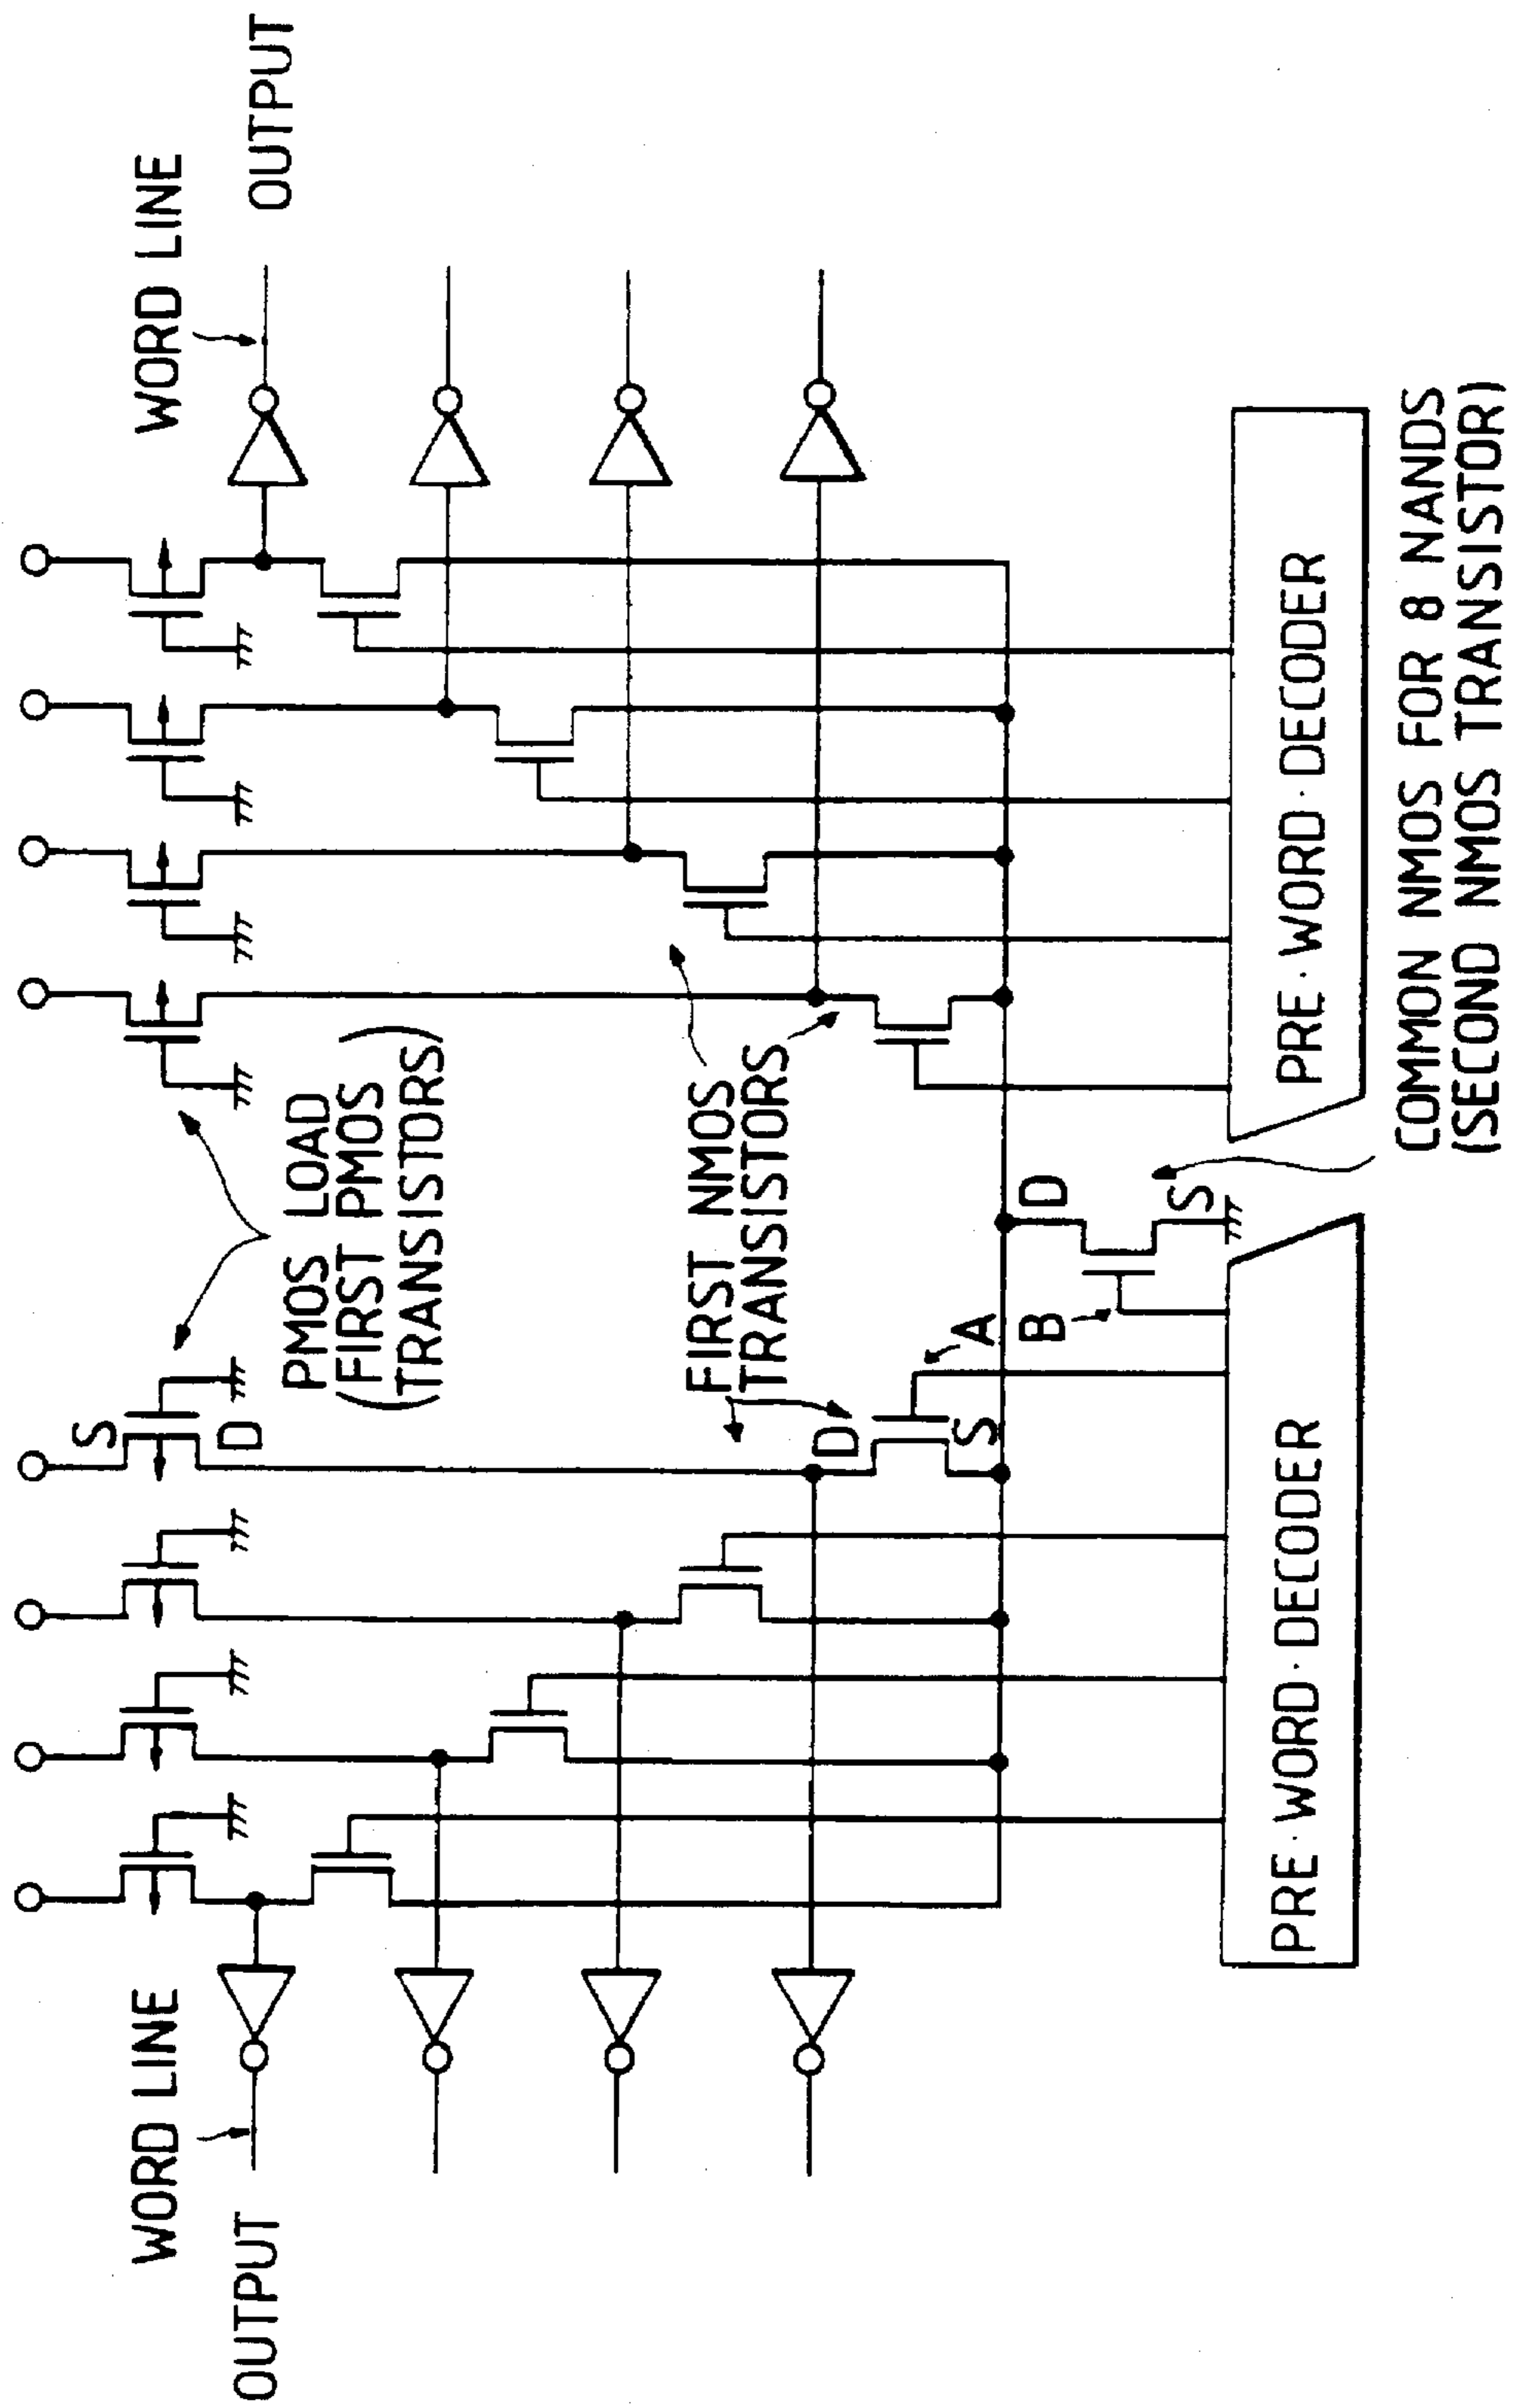 WORD LINE
OUTPUT
WORD LINE
OUTPUT
S
D
PMOS LOAD
(FIRST PMOS
TRANSISTORS)
FIRST NMOS
TRANSISTORS
D
S
A
B
D
S
PRE·WORD·DECODER
PRE·WORD·DECODER
COMMON NMOS FOR 8 NANDS
(SECOND NMOS TRANSISTOR)